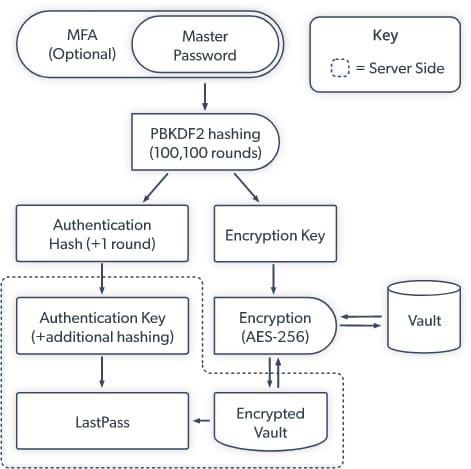 MFA
(Optional)
Master
Password
Key
= Server Side
PBKDF2 hashing
(100,100 rounds)
Authentication
Hash (+1 round)
Encryption Key
Authentication Key
(+additional hashing)
Encryption
(AES-256)
Vault
LastPass
Encrypted
Vault